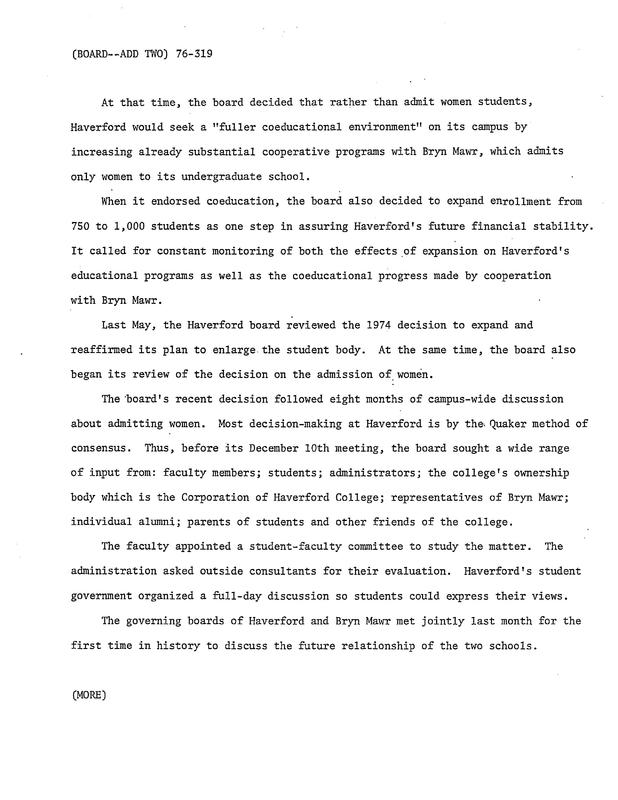 (BOARD--ADD TWO) 76-319
At that time, the board decided that rather than admit women students,
Haverford would seek a "fuller coeducational environment" on its campus by
increasing already substantial cooperative programs with Bryn Mawr, which admits
only women to its undergraduate school.
When it endorsed coeducation, the board also decided to expand enrollment from
750 to 1,000 students as one step in assuring Haverford's future financial stability.
It called for constant monitoring of both the effects of expansion on Haverford's
educational programs as well as the coeducational progress made by cooperation
with Bryn Mawr.
Last May, the Haverford board reviewed the 1974 decision to expand and
reaffirmed its plan to enlarge the student body. At the same time, the board also
began its review of the decision on the admission of women.
The board's recent decision followed eight months of campus-wide discussion
about admitting women. Most decision-making at Haverford is by the Quaker method of
consensus. Thus, before its December 10th meeting, the board sought a wide range
of input from: faculty members; students; administrators; the college's ownership
body which is the Corporation of Haverford College; representatives of Bryn Mawr;
individual alumni; parents of students and other friends of the college.
The faculty appointed a student-faculty committee to study the matter. The
administration asked outside consultants for their evaluation. Haverford's student
government organized a full-day discussion so students could express their views.
The governing boards of Haverford and Bryn Mawr met jointly last month for the
first time in history to discuss the future relationship of the two schools.
(MORE)